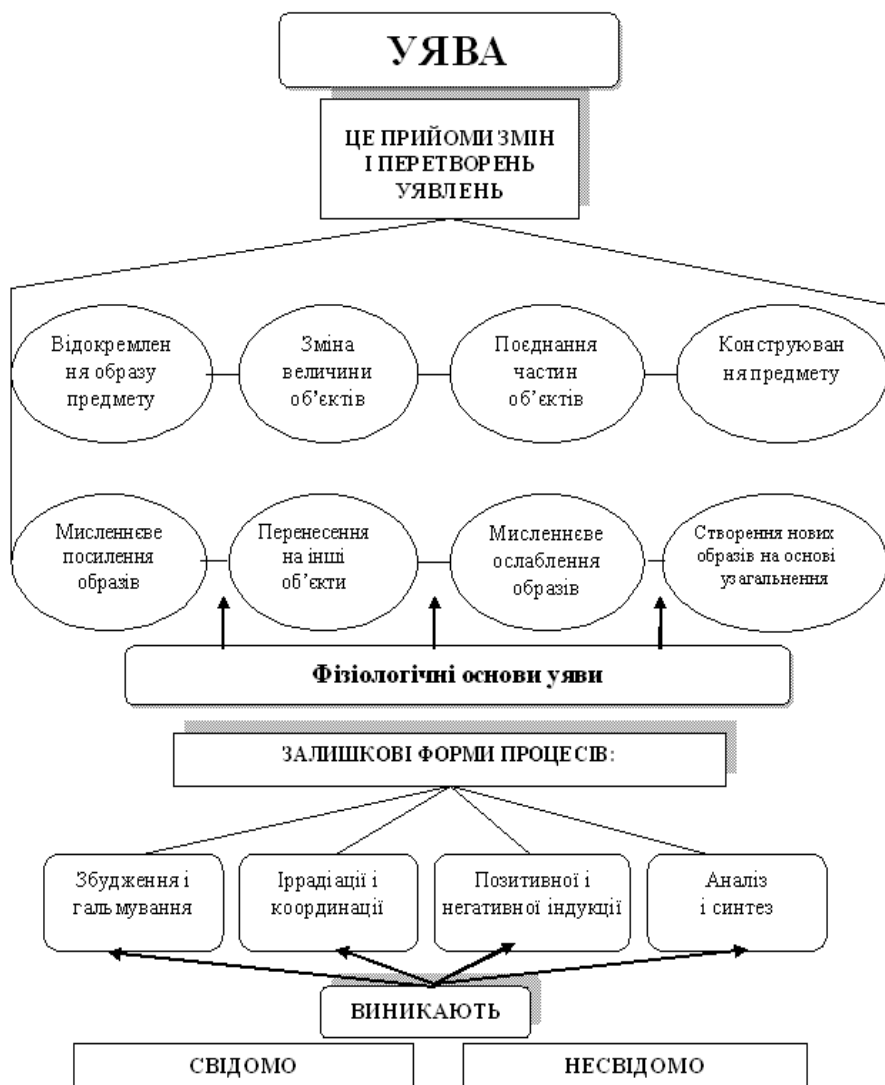 УЯВА
ЦЕ ПРИЙОМИ ЗМІН
І ПЕРЕТВОРЕНЬ
УЯВЛЕНЬ
Відокремлен
ня образу
предмету
Зміна
величини
об’єктів
Поєднання
частин
об’єктів
Конструюван
ня предмету
Мисленнєве
посилення
образів
Перенесення
на інші
об’єкти
Мисленнєве
ослаблення
образів
Створення нових
образів на основі
узагальнення
Фізіологічні основи уяви
ЗАЛИШКОВІ ФОРМИ ПРОЦЕСІВ:
Збудження і
гальмування
Іррадіації і
координації
Позитивної і
негативної індукції
Аналіз
і синтез
ВИНИКАЮТЬ
СВІДОМО
НЕСВІДОМО